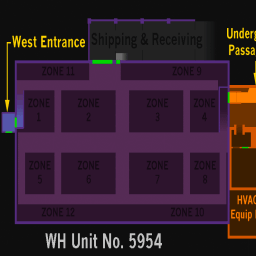 Underg
West Entrance
Shipping & Receiving
Passa
ZONE 11
ZONE 9
ZONE 1
ZONE 2
ZONE 3
ZONE 4
ZONE 5
ZONE 6
ZONE 7
ZONE 8
HVAC
Equip
ZONE 12
ZONE 10
WH Unit No. 5954